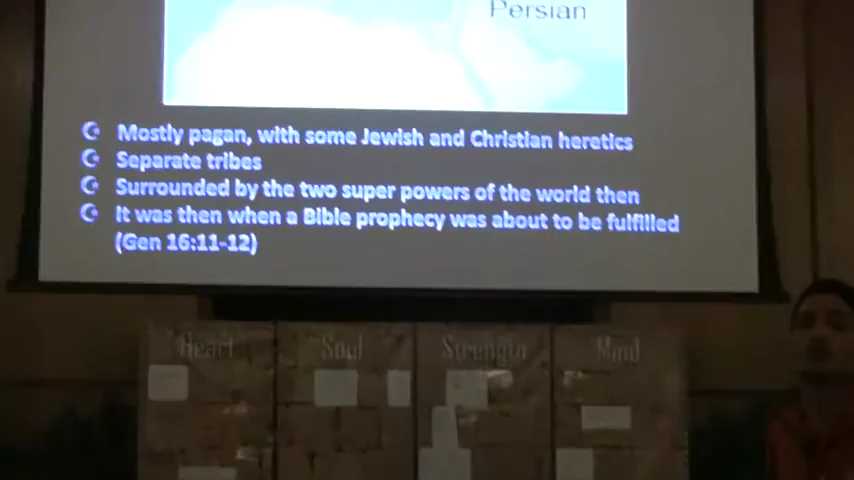 Persian
Mostly pagan, with some Jewish and Christian heretics
Separate tribes
Surrounded by the two super powers of the world then
It was then when a Bible prophecy was about to be fulfilled
(Gen 16:11-12)
Heart Soul Strength Mind